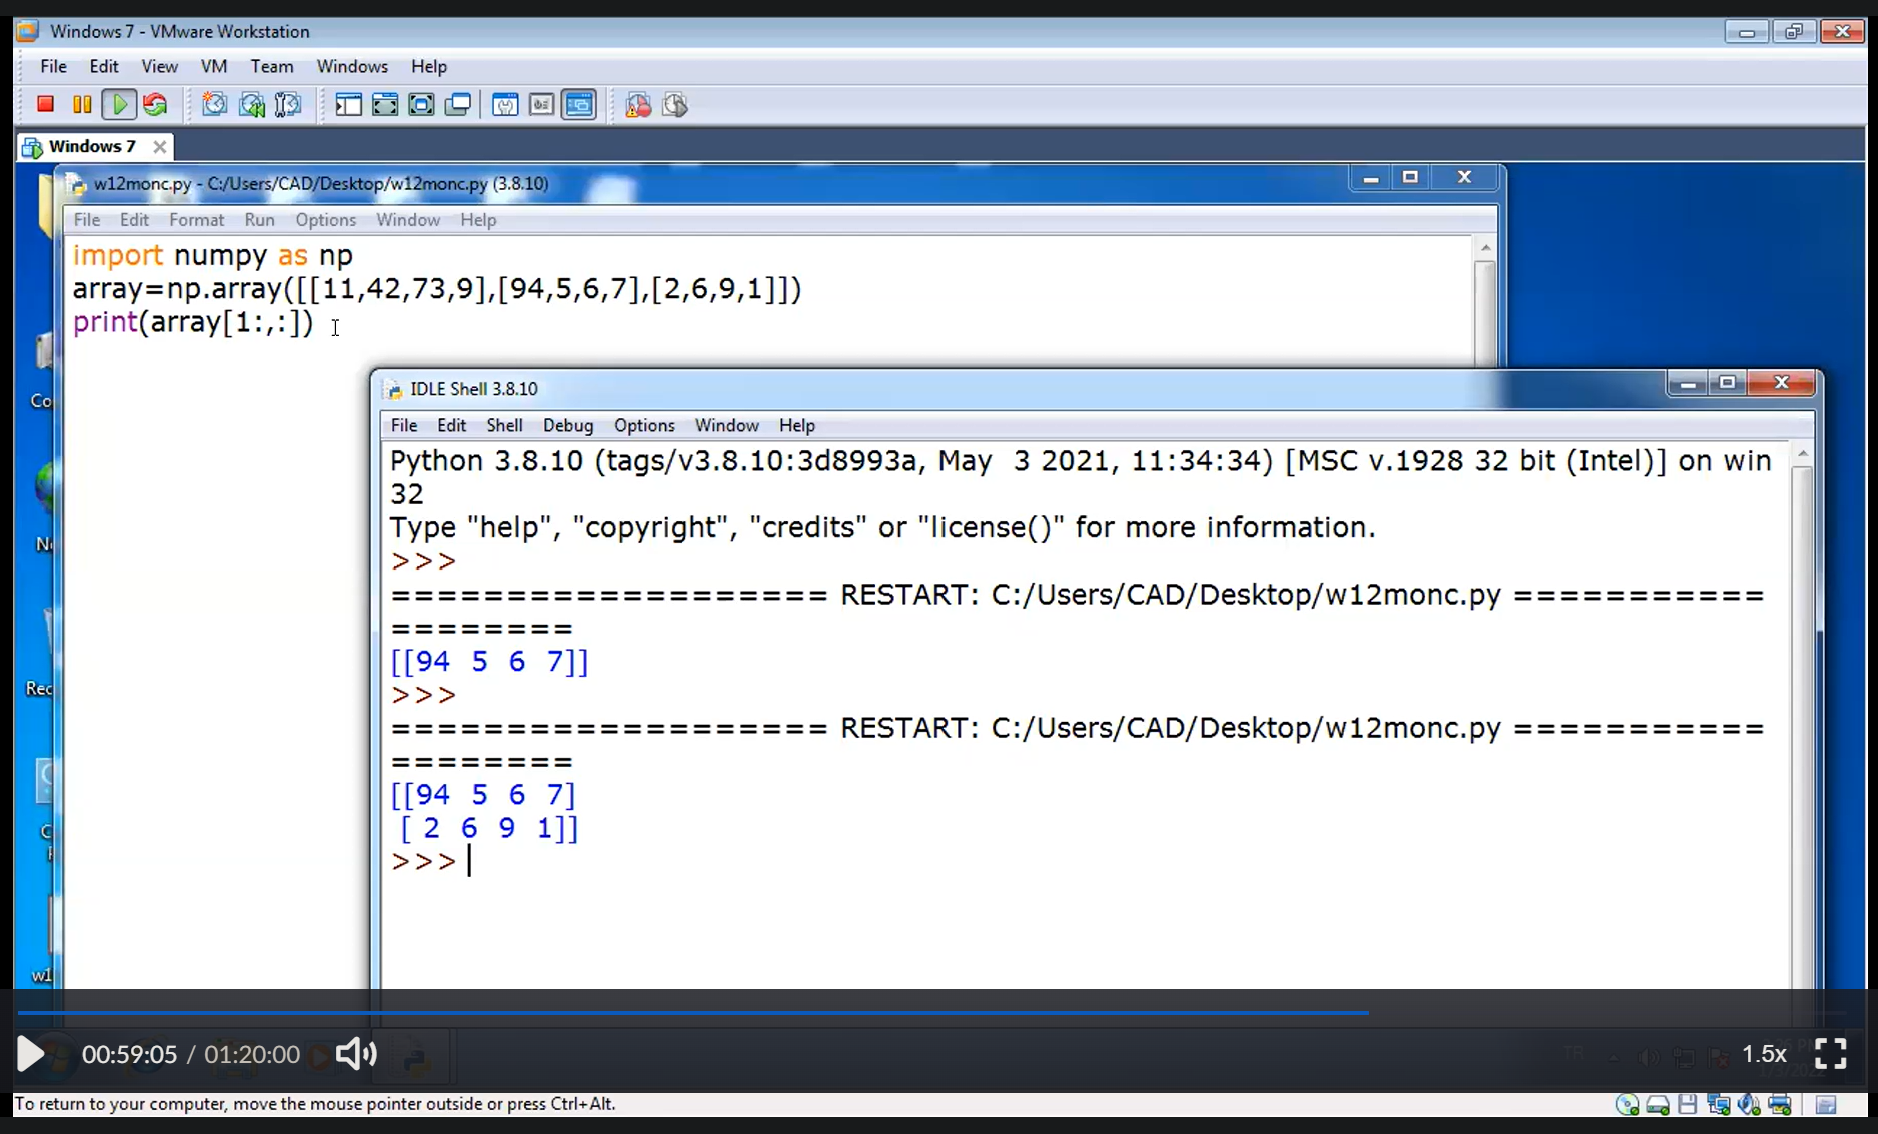 Windows 7 - VMware Workstation
File Edit View VM Team Windows Help
Windows 7
w12monc.py - C:/Users/CAD/Desktop/w12monc.py (3.8.10)
File Edit Format Run Options Window Help
import numpy as np
array=np.array([[11,42,73,9],[94,5,6,7],[2,6,9,1]])
print(array[1:,:])
IDLE Shell 3.8.10
File Edit Shell Debug Options Window Help
Python 3.8.10 (tags/v3.8.10:3d8993a, May  3 2021, 11:34:34) [MSC v.1928 32 bit (Intel)] on win
32
Type "help", "copyright", "credits" or "license()" for more information.
>>>
=================== RESTART: C:/Users/CAD/Desktop/w12monc.py ===========
========
[[94  5  6  7]]
>>>
=================== RESTART: C:/Users/CAD/Desktop/w12monc.py ===========
========
[[94  5  6  7]
 [ 2  6  9  1]]
>>>
Co
Rec
w1
00:59:05 / 01:20:00
1.5x
To return to your computer, move the mouse pointer outside or press Ctrl+Alt.